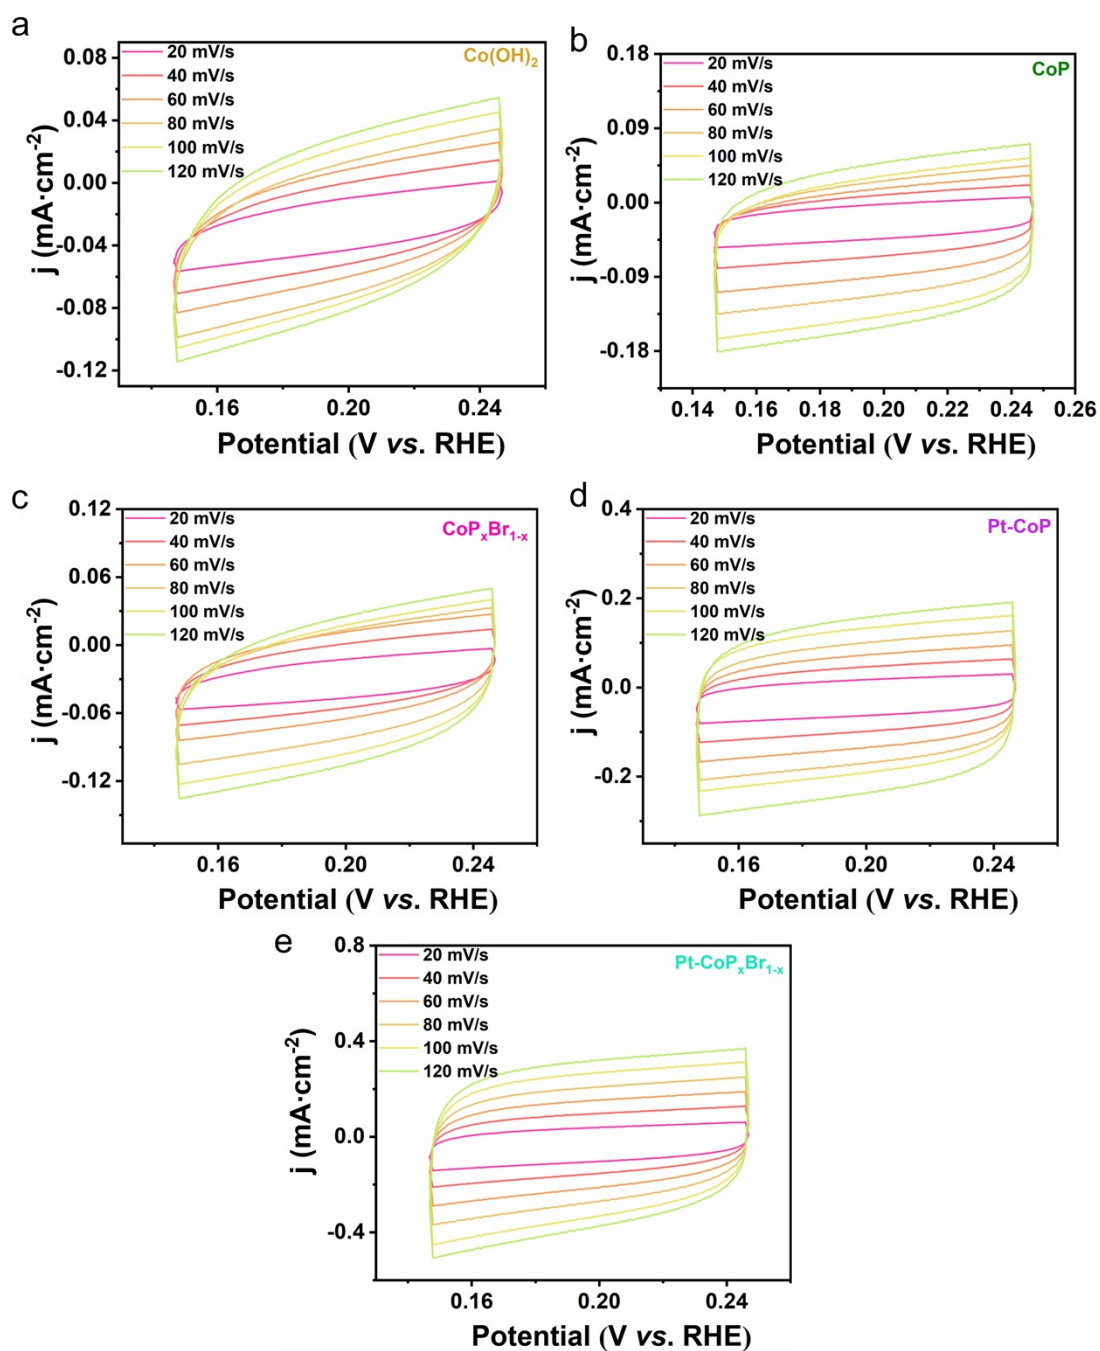 a
Co(OH)₂
20 mV/s
40 mV/s
60 mV/s
80 mV/s
100 mV/s
120 mV/s
0.08
0.04
0.00
-0.04
-0.08
-0.12
j (mA·cm⁻²)
0.16 0.20 0.24
Potential (V vs. RHE)
b
CoP
20 mV/s
40 mV/s
60 mV/s
80 mV/s
100 mV/s
120 mV/s
0.18
0.09
0.00
-0.09
-0.18
j (mA·cm⁻²)
0.14 0.16 0.18 0.20 0.22 0.24 0.26
Potential (V vs. RHE)
c
CoPₓBr₁₋ₓ
20 mV/s
40 mV/s
60 mV/s
80 mV/s
100 mV/s
120 mV/s
0.12
0.06
0.00
-0.06
-0.12
j (mA·cm⁻²)
0.16 0.20 0.24
Potential (V vs. RHE)
d
Pt-CoP
20 mV/s
40 mV/s
60 mV/s
80 mV/s
100 mV/s
120 mV/s
0.4
0.2
0.0
-0.2
j (mA·cm⁻²)
0.16 0.20 0.24
Potential (V vs. RHE)
e
Pt-CoPₓBr₁₋ₓ
20 mV/s
40 mV/s
60 mV/s
80 mV/s
100 mV/s
120 mV/s
0.8
0.4
0.0
-0.4
j (mA·cm⁻²)
0.16 0.20 0.24
Potential (V vs. RHE)